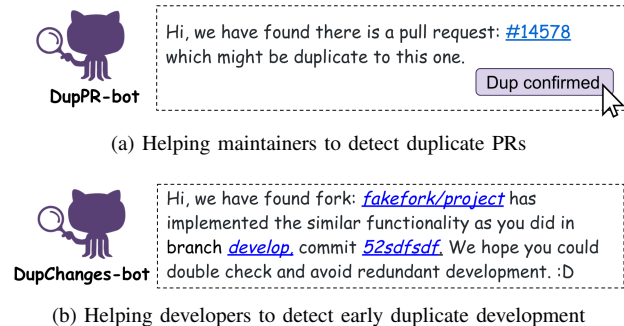 Hi, we have found there is a pull request: #14578
which might be duplicate to this one.
DupPR-bot
Dup confirmed
(a) Helping maintainers to detect duplicate PRs
Hi, we have found fork: fakefork/project has
implemented the similar functionality as you did in
branch develop, commit 52sdfsdf. We hope you could
DupChanges-bot
double check and avoid redundant development. :D
(b) Helping developers to detect early duplicate development